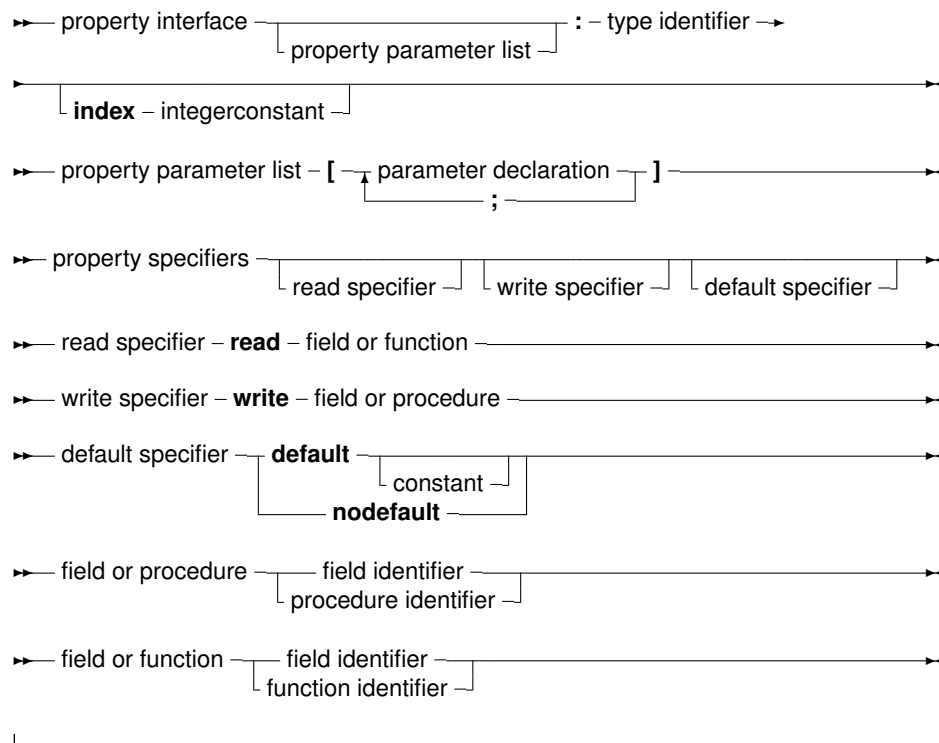 property interface : – type identifier
property parameter list
index – integerconstant
property parameter list – [ – parameter declaration – ]
;
property specifiers –
read specifier – write specifier – default specifier –
read specifier – read – field or function –
write specifier – write – field or procedure –
default specifier – default
constant –
nodefault –
field or procedure – field identifier –
procedure identifier –
field or function – field identifier –
function identifier –